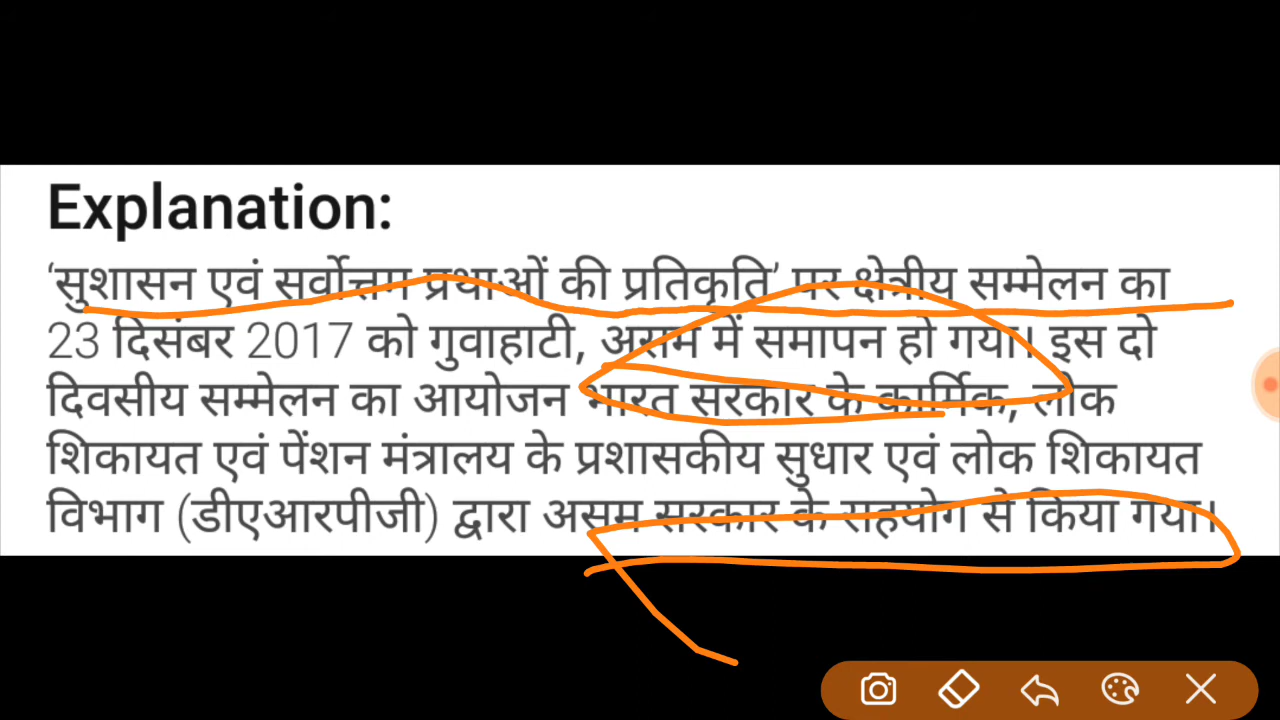 Explanation:
‘सुशासन एवं सर्वोत्तम प्रथाओं की प्रतिकृति’ पर क्षेत्रीय सम्मेलन का
23 दिसंबर 2017 को गुवाहाटी, असम में समापन हो गया। इस दो
दिवसीय सम्मेलन का आयोजन भारत सरकार के कार्मिक, लोक
शिकायत एवं पेंशन मंत्रालय के प्रशासकीय सुधार एवं लोक शिकायत
विभाग (डीएआरपीजी) द्वारा असम सरकार के सहयोग से किया गया।